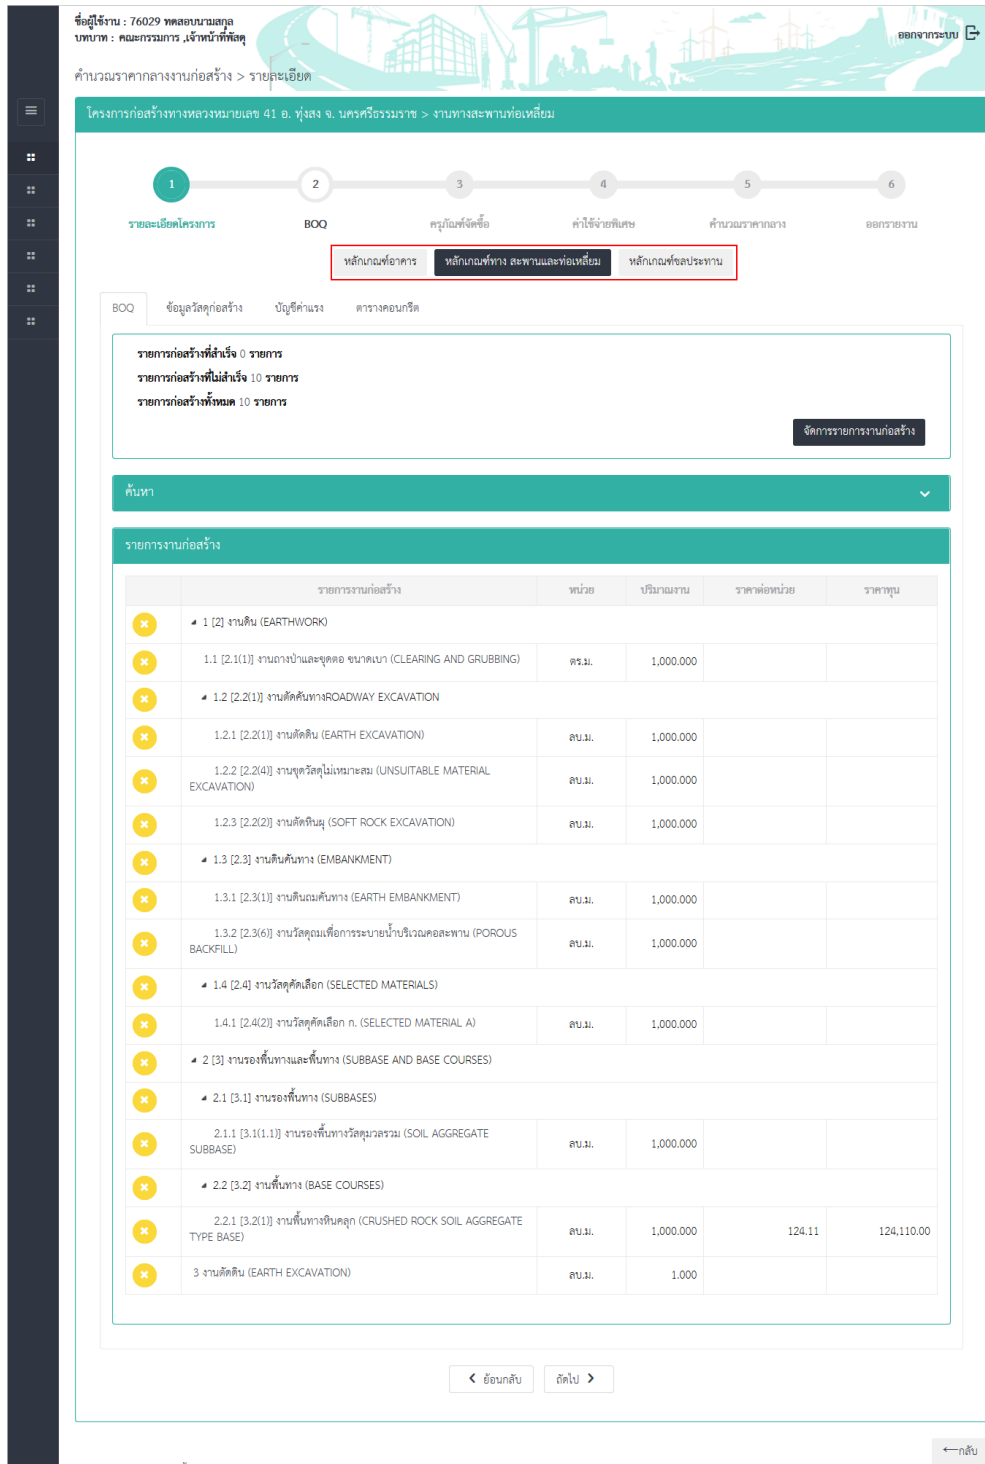 ชื่อผู้ใช้งาน : 76029 ทดสอบนามสกุล
บทบาท : คณะกรรมการ ,เจ้าหน้าที่พัสดุ
ออกจากระบบ
คำนวณราคากลางงานก่อสร้าง > รายละเอียด
โครงการก่อสร้างทางหลวงหมายเลข 41 อ. ทุ่งสง จ. นครศรีธรรมราช > งานทางสะพานท่อเหลี่ยม
1 2 3 4 5 6
รายละเอียดโครงการ BOQ ครุภัณฑ์จัดซื้อ ค่าใช้จ่ายพิเศษ คำนวณราคากลาง ออกรายงาน
หลักเกณฑ์อาคาร หลักเกณฑ์ทาง สะพานและท่อเหลี่ยม หลักเกณฑ์ชลประทาน
BOQ ข้อมูลวัสดุก่อสร้าง บัญชีค่าแรง ตารางคอนกรีต
รายการก่อสร้างที่สำเร็จ 0 รายการ
รายการก่อสร้างที่ไม่สำเร็จ 10 รายการ
รายการก่อสร้างทั้งหมด 10 รายการ
จัดการรายการงานก่อสร้าง
ค้นหา
รายการงานก่อสร้าง
รายการงานก่อสร้าง หน่วย ปริมาณงาน ราคาต่อหน่วย ราคาทุน
1 [2] งานดิน (EARTHWORK)
1.1 [2.1(1)] งานถางป่าและขุดตอ ขนาดเบา (CLEARING AND GRUBBING) ตร.ม. 1,000.000
1.2 [2.2(1)] งานตัดคันทางROADWAY EXCAVATION
1.2.1 [2.2(1)] งานตัดดิน (EARTH EXCAVATION) ลบ.ม. 1,000.000
1.2.2 [2.2(4)] งานขุดวัสดุไม่เหมาะสม (UNSUITABLE MATERIAL
EXCAVATION) ลบ.ม. 1,000.000
1.2.3 [2.2(2)] งานตัดหินผุ (SOFT ROCK EXCAVATION) ลบ.ม. 1,000.000
1.3 [2.3] งานดินคันทาง (EMBANKMENT)
1.3.1 [2.3(1)] งานดินถมคันทาง (EARTH EMBANKMENT) ลบ.ม. 1,000.000
1.3.2 [2.3(6)] งานวัสดุถมเพื่อการระบายน้ำบริเวณคอสะพาน (POROUS
BACKFILL) ลบ.ม. 1,000.000
1.4 [2.4] งานวัสดุคัดเลือก (SELECTED MATERIALS)
1.4.1 [2.4(2)] งานวัสดุคัดเลือก ก. (SELECTED MATERIAL A) ลบ.ม. 1,000.000
2 [3] งานรองพื้นทางและพื้นทาง (SUBBASE AND BASE COURSES)
2.1 [3.1] งานรองพื้นทาง (SUBBASES)
2.1.1 [3.1(1.1)] งานรองพื้นทางวัสดุมวลรวม (SOIL AGGREGATE
SUBBASE) ลบ.ม. 1,000.000
2.2 [3.2] งานพื้นทาง (BASE COURSES)
2.2.1 [3.2(1)] งานพื้นทางหินคลุก (CRUSHED ROCK SOIL AGGREGATE
TYPE BASE) ลบ.ม. 1,000.000 124.11 124,110.00
3 งานตัดดิน (EARTH EXCAVATION) ลบ.ม. 1.000
ย้อนกลับ ถัดไป
กลับ